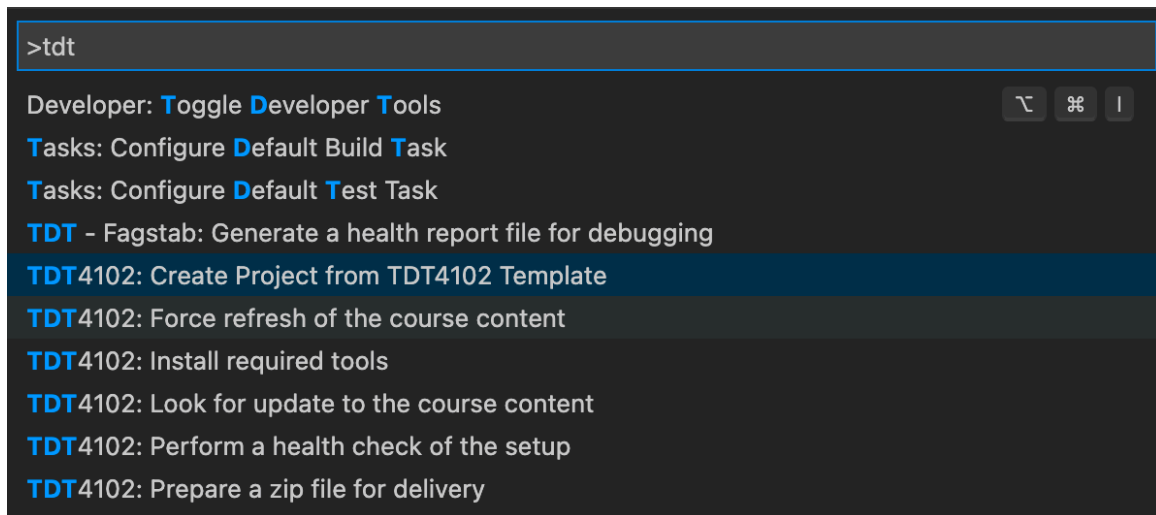 >tdt
Developer: Toggle Developer Tools ⌥ ⌘ I
Tasks: Configure Default Build Task
Tasks: Configure Default Test Task
TDT - Fagstab: Generate a health report file for debugging
TDT4102: Create Project from TDT4102 Template
TDT4102: Force refresh of the course content
TDT4102: Install required tools
TDT4102: Look for update to the course content
TDT4102: Perform a health check of the setup
TDT4102: Prepare a zip file for delivery